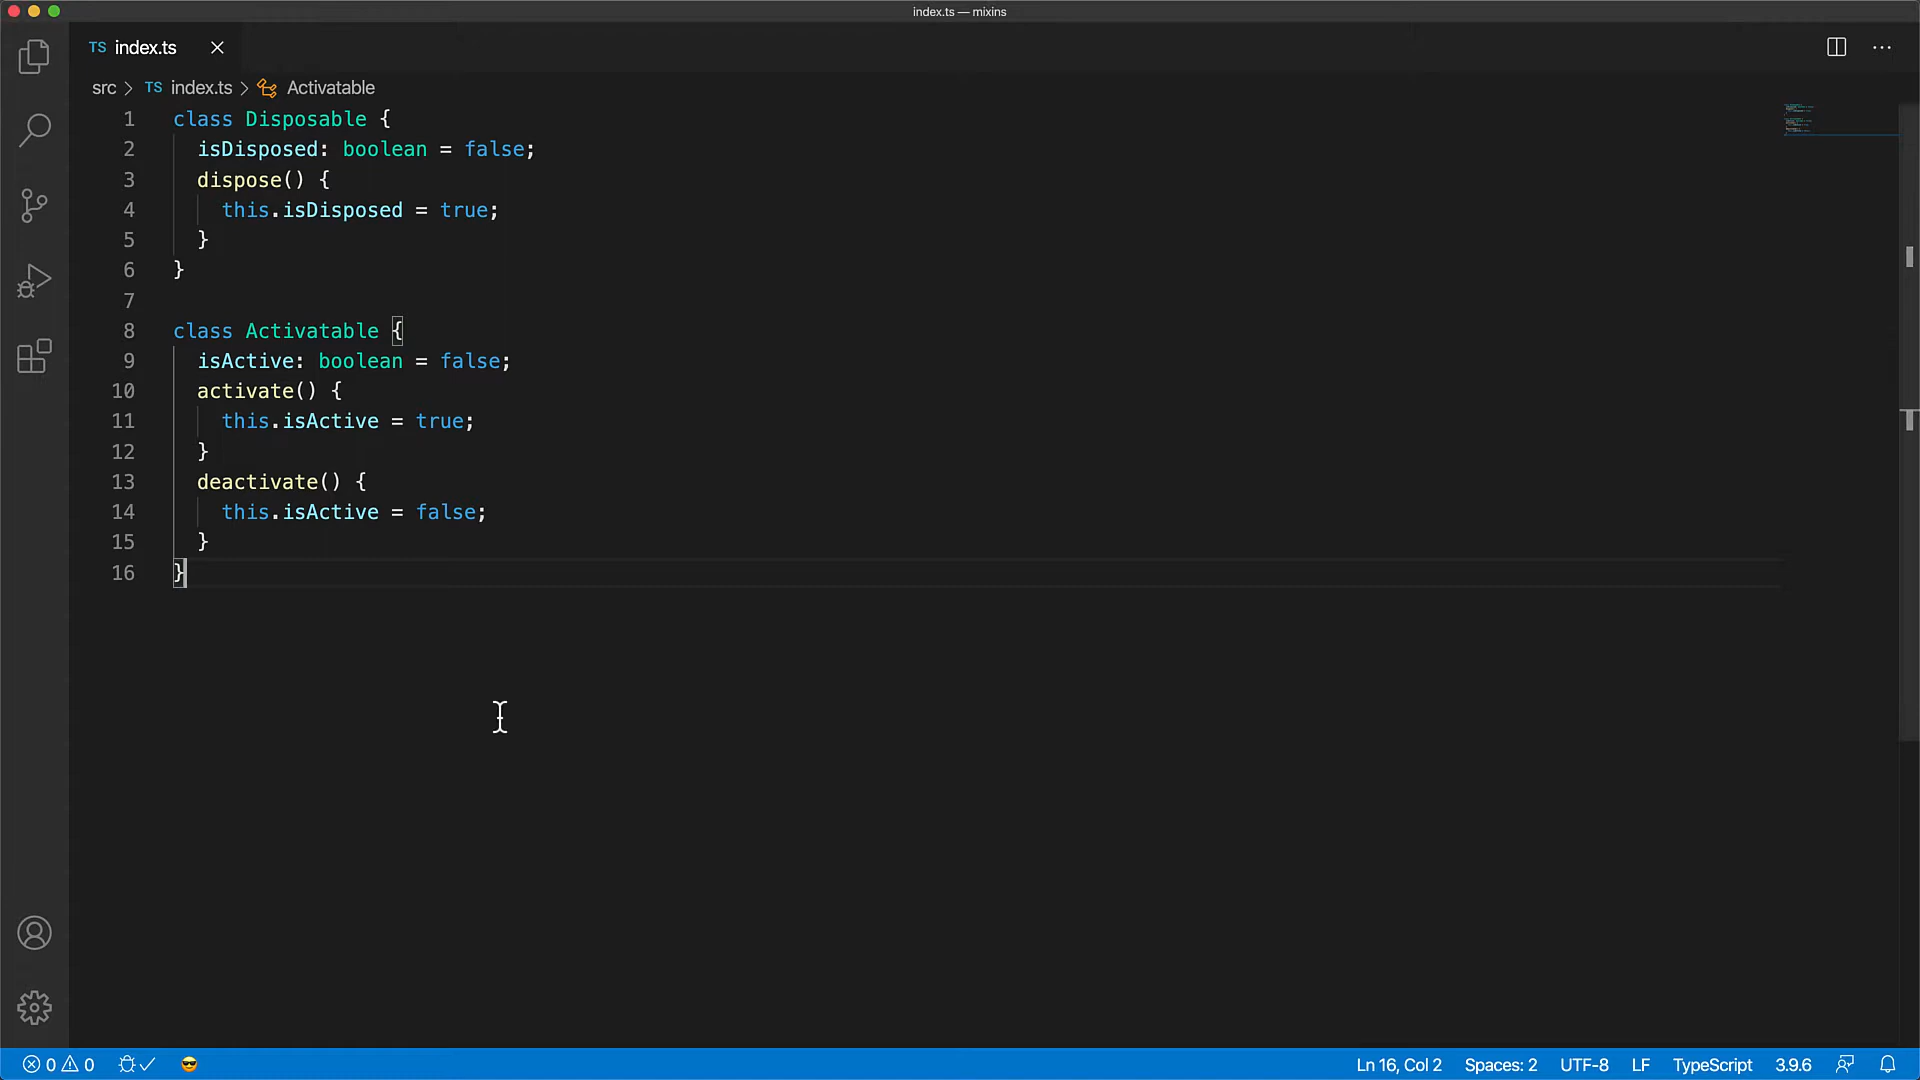 index.ts — mixins
TS index.ts
src > TS index.ts > Activatable
1 class Disposable {
2   isDisposed: boolean = false;
3   dispose() {
4     this.isDisposed = true;
5   }
6 }
7
8 class Activatable {
9   isActive: boolean = false;
10   activate() {
11     this.isActive = true;
12   }
13   deactivate() {
14     this.isActive = false;
15   }
16 }
0 0 Ln 16, Col 2 Spaces: 2 UTF-8 LF TypeScript 3.9.6